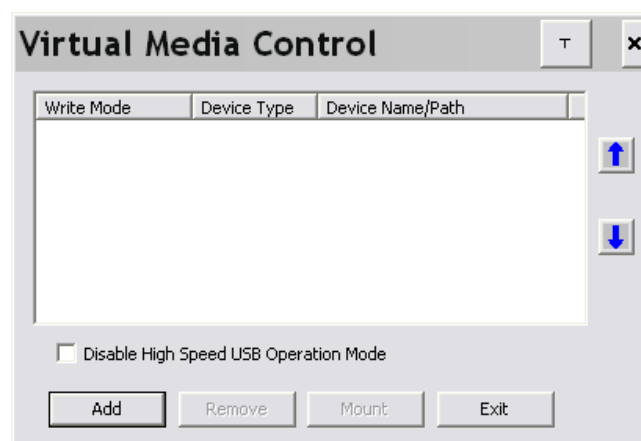 Virtual Media Control
T
x
Write Mode Device Type Device Name/Path
Disable High Speed USB Operation Mode
Add Remove Mount Exit